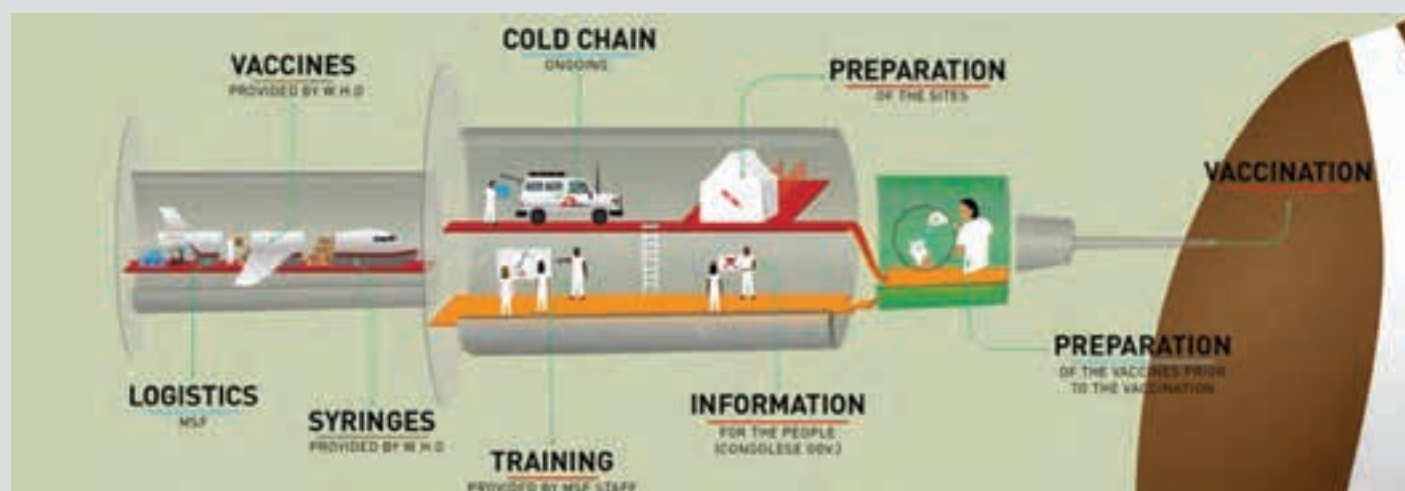 COLD CHAIN
ONGOING
VACCINES
PROVIDED BY W.H.O
PREPARATION
OF THE SITES
VACCINATION
LOGISTICS
MSF
SYRINGES
PROVIDED BY W.H.O
TRAINING
PROVIDED BY MSF STAFF
INFORMATION
FOR THE PEOPLE
(CONGOLESE GOV.)
PREPARATION
OF THE VACCINES PRIOR
TO THE VACCINATION